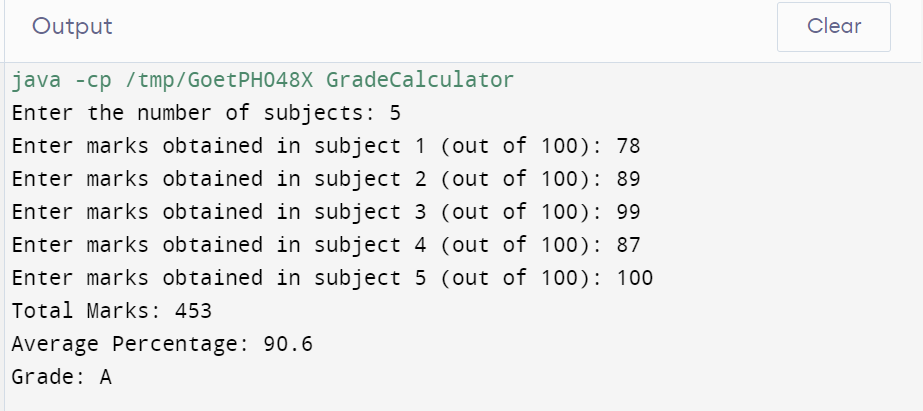 Output
Clear
java -cp /tmp/GoetPHO48X GradeCalculator
Enter the number of subjects: 5
Enter marks obtained in subject 1 (out of 100): 78
Enter marks obtained in subject 2 (out of 100): 89
Enter marks obtained in subject 3 (out of 100): 99
Enter marks obtained in subject 4 (out of 100): 87
Enter marks obtained in subject 5 (out of 100): 100
Total Marks: 453
Average Percentage: 90.6
Grade: A